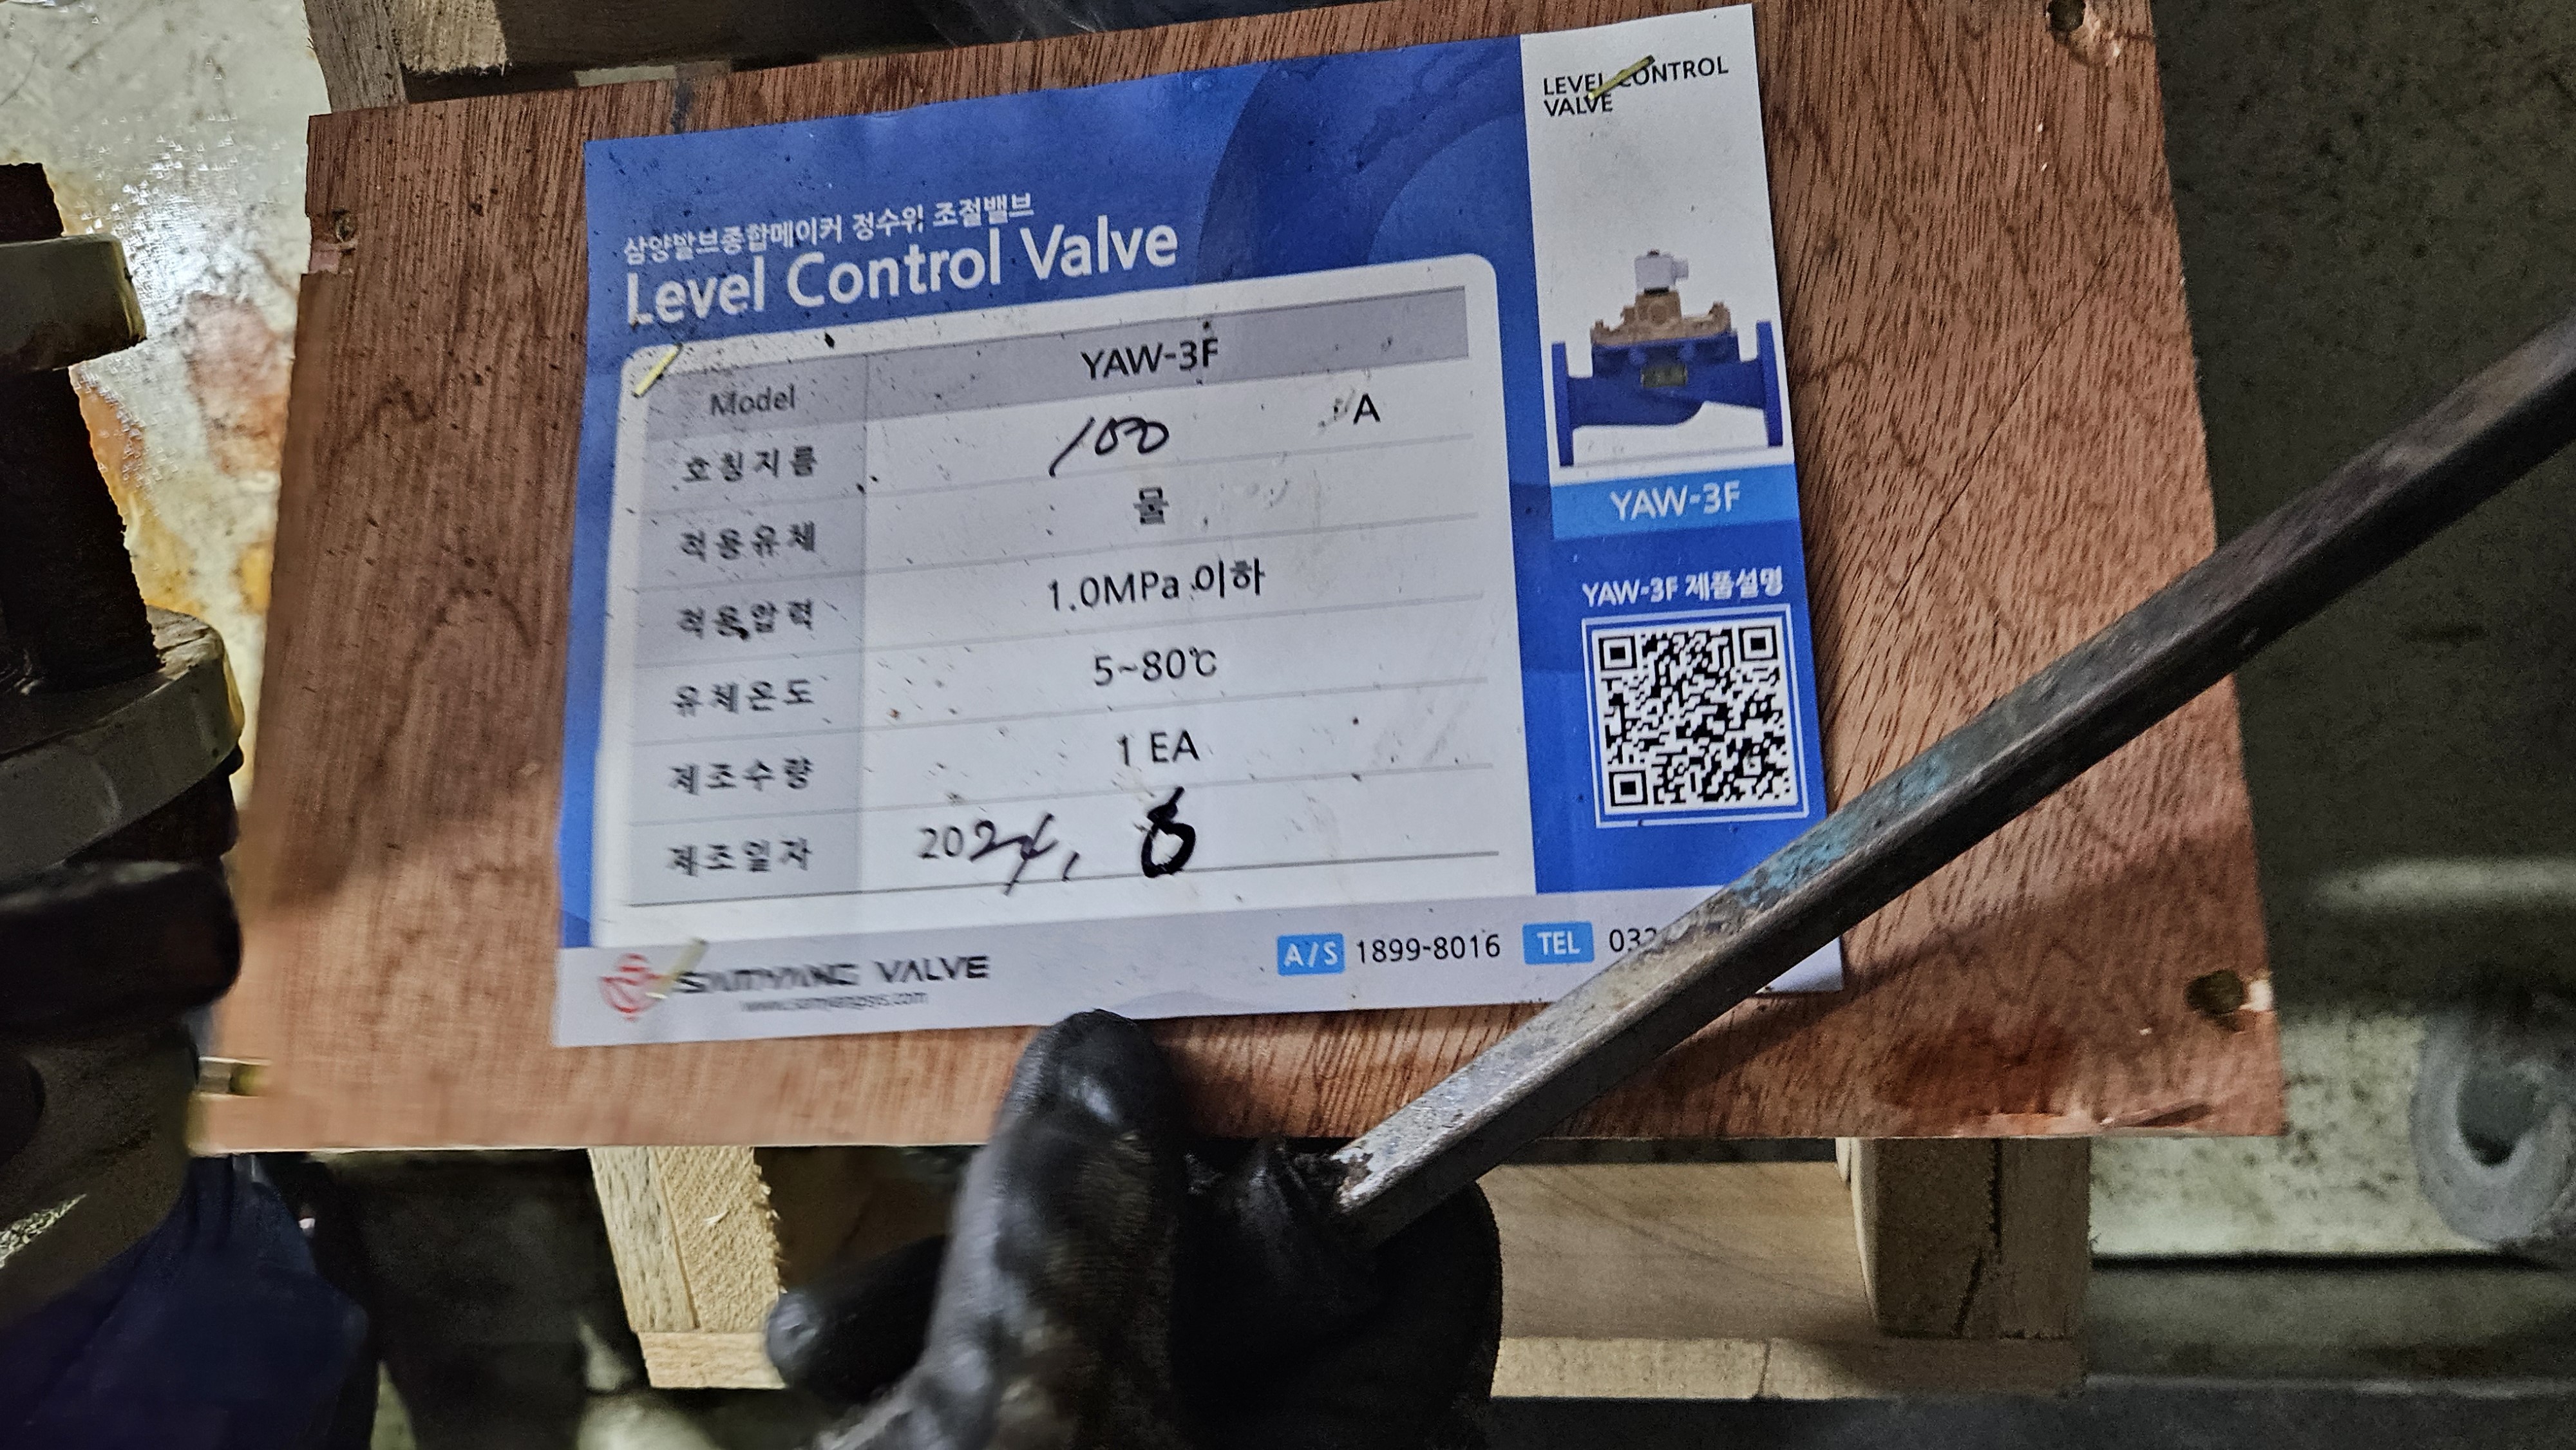 삼양발브종합메이커 정수위 조절밸브
Level Control Valve
Model YAW-3F
호칭지름 100 A
적용유체 물
적용압력 1.0MPa 이하
유체온도 5~80℃
제조수량 1 EA
제조일자 2024, 8
SAMYANG VALVE
A/S 1899-8016 TEL
LEVEL CONTROL
VALVE
YAW-3F
YAW-3F 제품설명